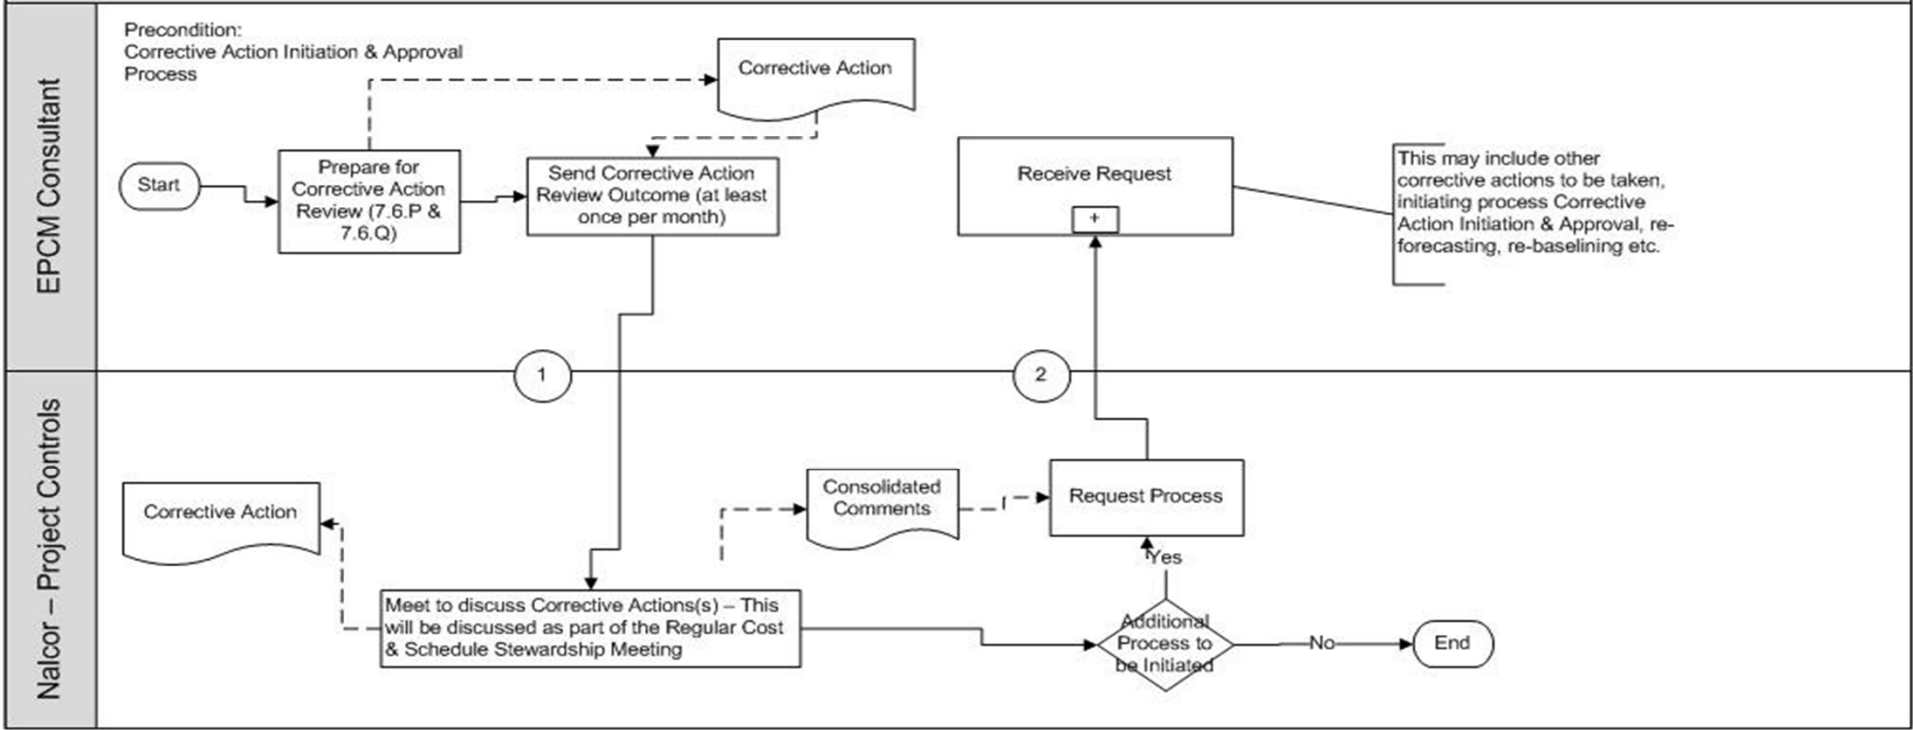 EPCM Consultant
Precondition:
Corrective Action Initiation & Approval
Process
Corrective Action
Start
Prepare for
Corrective Action
Review (7.6.P &
7.6.Q)
Send Corrective Action
Review Outcome (at least
once per month)
Receive Request
+
This may include other
corrective actions to be taken,
initiating process Corrective
Action Initiation & Approval, re-
forecasting, re-baselining etc.
1
2
Nalcor – Project Controls
Corrective Action
Consolidated
Comments
Request Process
Yes
Meet to discuss Corrective Actions(s) – This
will be discussed as part of the Regular Cost
& Schedule Stewardship Meeting
Additional
Process to
be Initiated
No
End